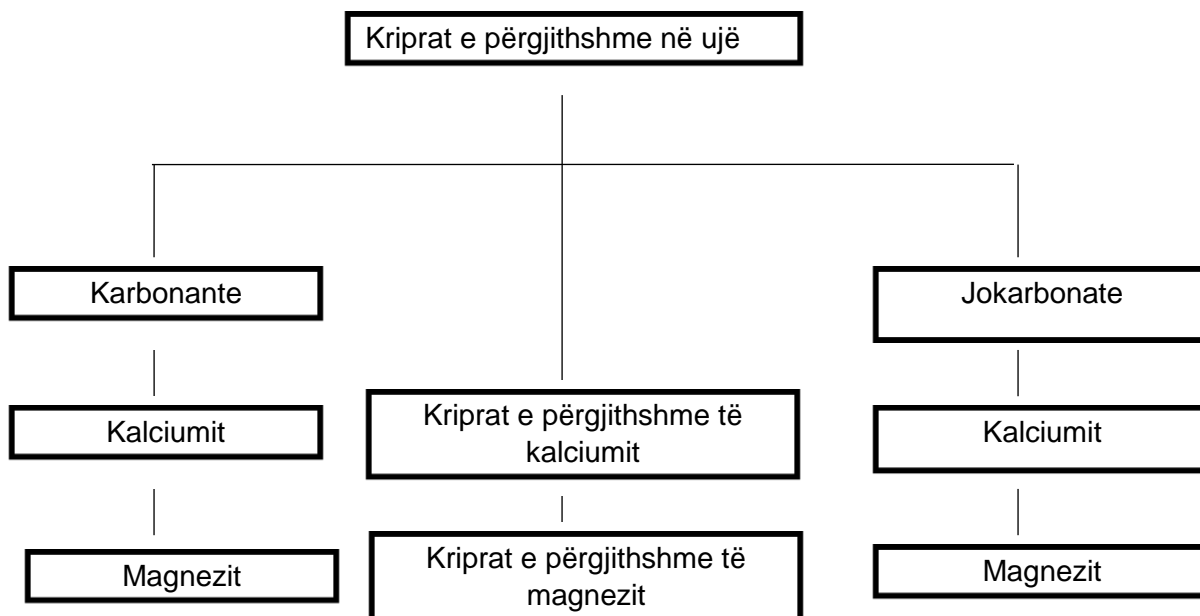 Kriprat e përgjithshme në ujë
Karbonante
Jokarbonate
Kalciumit
Kriprat e përgjithshme të
kalciumit
Kalciumit
Magnezit
Kriprat e përgjithshme të
magnezit
Magnezit